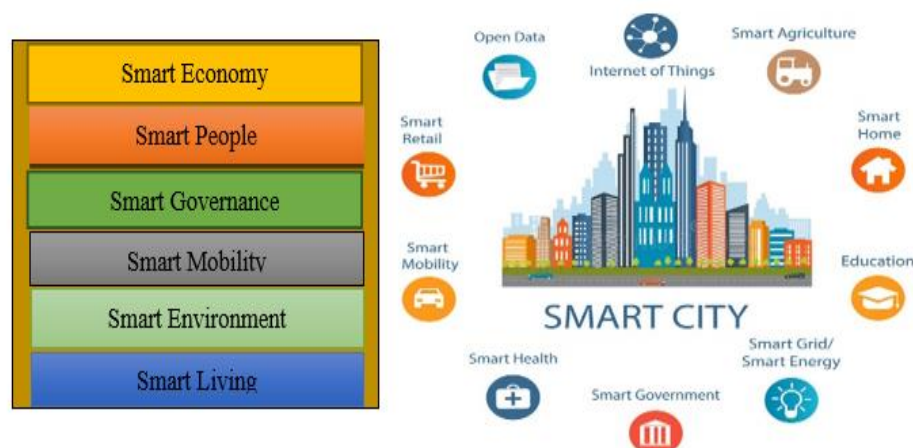 Smart Economy
Smart People
Smart Governance
Smart Mobility
Smart Environment
Smart Living
Open Data
Internet of Things
Smart Agriculture
Smart
Retail
Smart
Home
Smart
Mobility
Education
SMART CITY
Smart Health
Smart Government
Smart Grid/
Smart Energy